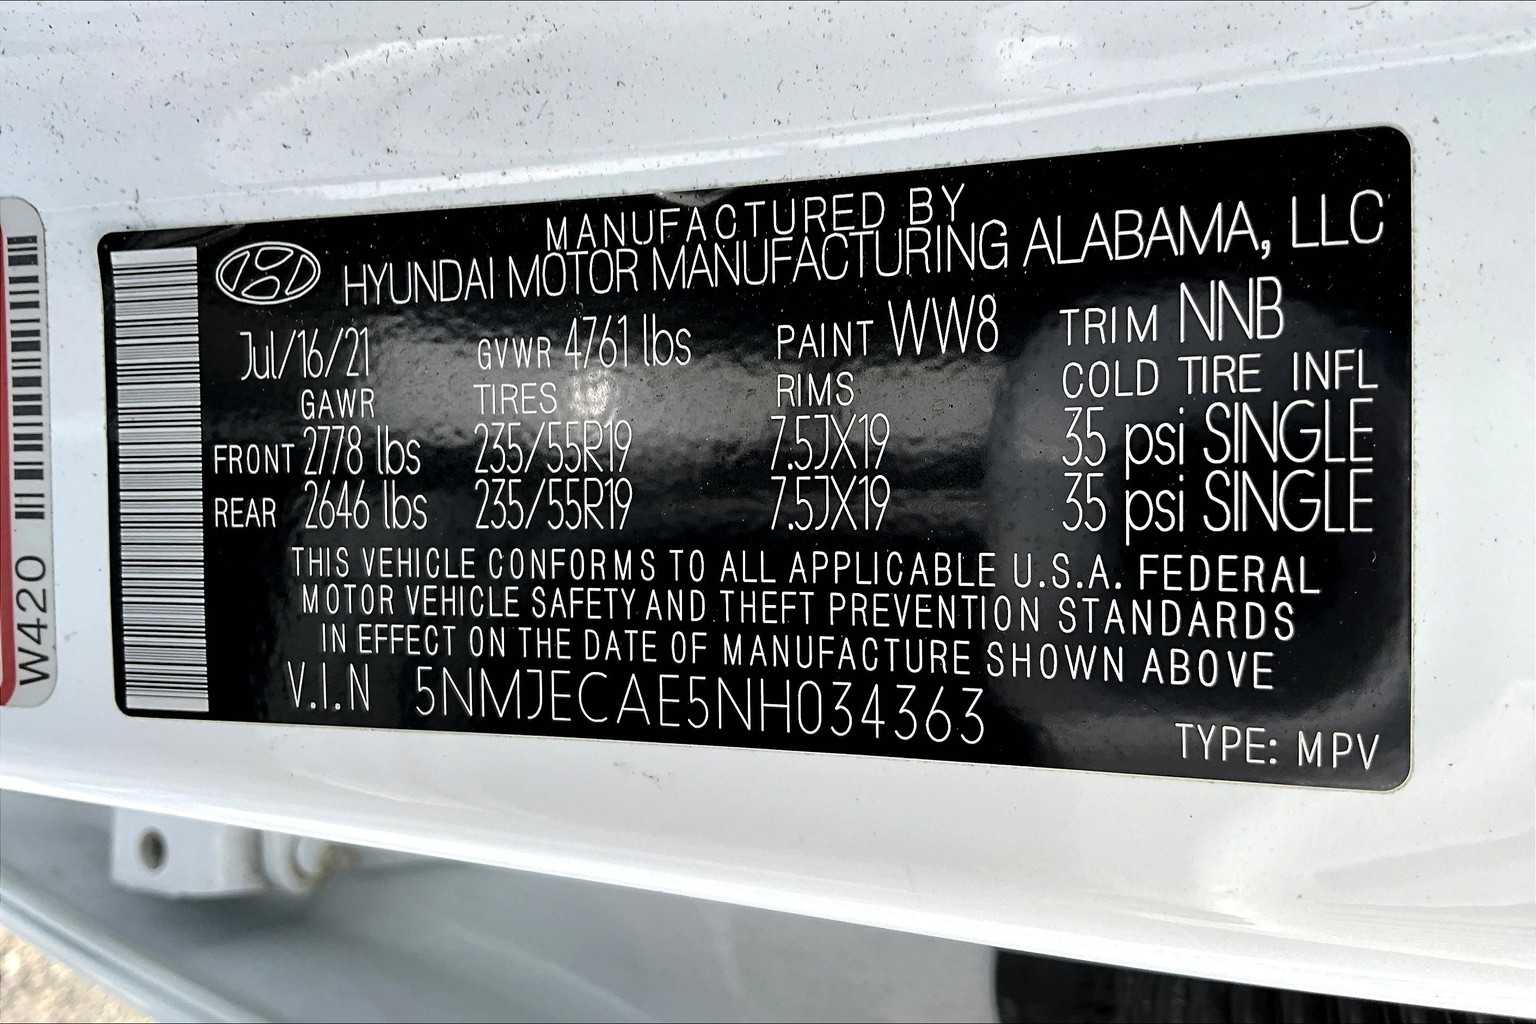 MANUFACTURED BY
HYUNDAI MOTOR MANUFACTURING ALABAMA, LLC
Jul/16/21 GVWR 4761 lbs PAINT WW8 TRIM NNB
GAWR TIRES RIMS COLD TIRE INFL
FRONT 2778 lbs 235/55R19 7.5JX19 35 psi SINGLE
REAR 2646 lbs 235/55R19 7.5JX19 35 psi SINGLE
THIS VEHICLE CONFORMS TO ALL APPLICABLE U.S.A. FEDERAL
MOTOR VEHICLE SAFETY AND THEFT PREVENTION STANDARDS
IN EFFECT ON THE DATE OF MANUFACTURE SHOWN ABOVE
V.I.N 5NMJECAE5NH034363
TYPE: MPV
W420